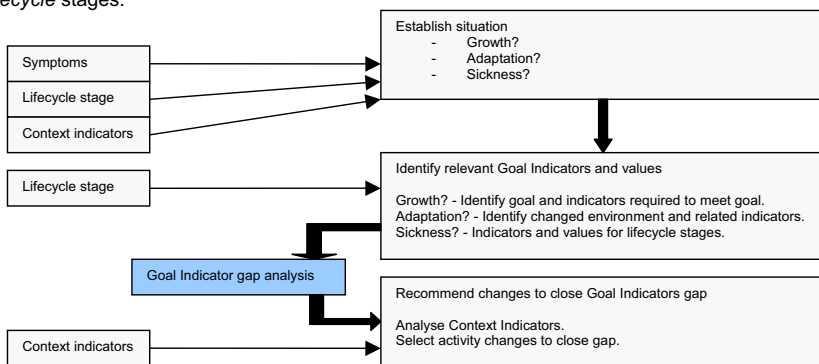 stages.
Establish situation
- Growth?
- Adaptation?
- Sickness?
Symptoms
Lifecycle stage
Context indicators
Identify relevant Goal Indicators and values
Lifecycle stage
Growth? - Identify goal and indicators required to meet goal.
Adaptation? - Identify changed environment and related indicators.
Sickness? - Indicators and values for lifecycle stages.
Goal Indicator gap analysis
Recommend changes to close Goal Indicators gap
Analyse Context Indicators.
Select activity changes to close gap.
Context indicators